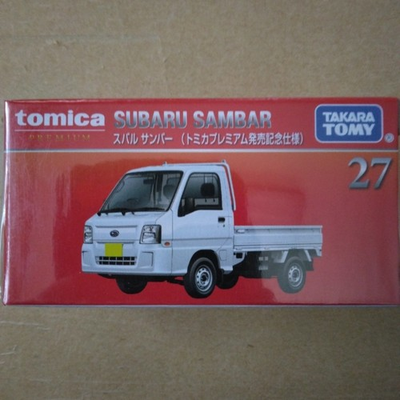 tomica
PREMIUM
SUBARU SAMBAR
スバル サンバー (トミカプレミアム発売記念仕様)
TAKARA
TOMY
27